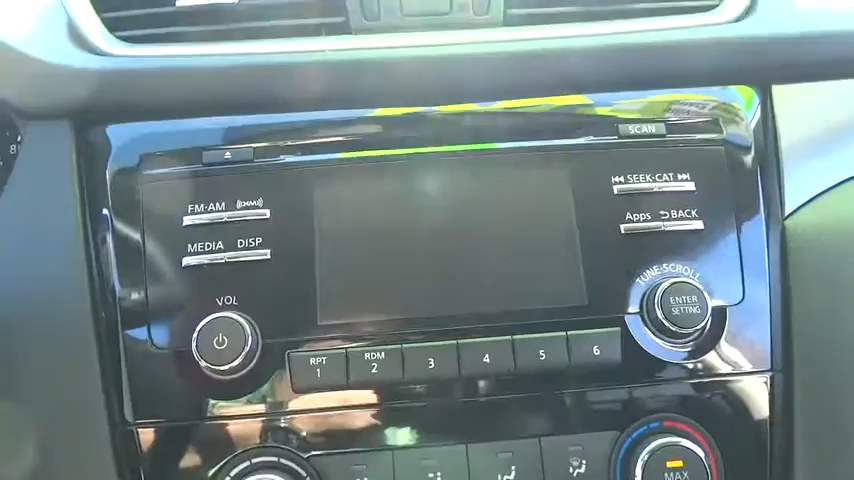 B
SCAN
FM·AM
SEEK·CAT
MEDIA DISP
Apps BACK
VOL
TUNE·SCROLL
ENTER
SETTING
RPT RDM
1 2 3 4 5 6
MAX